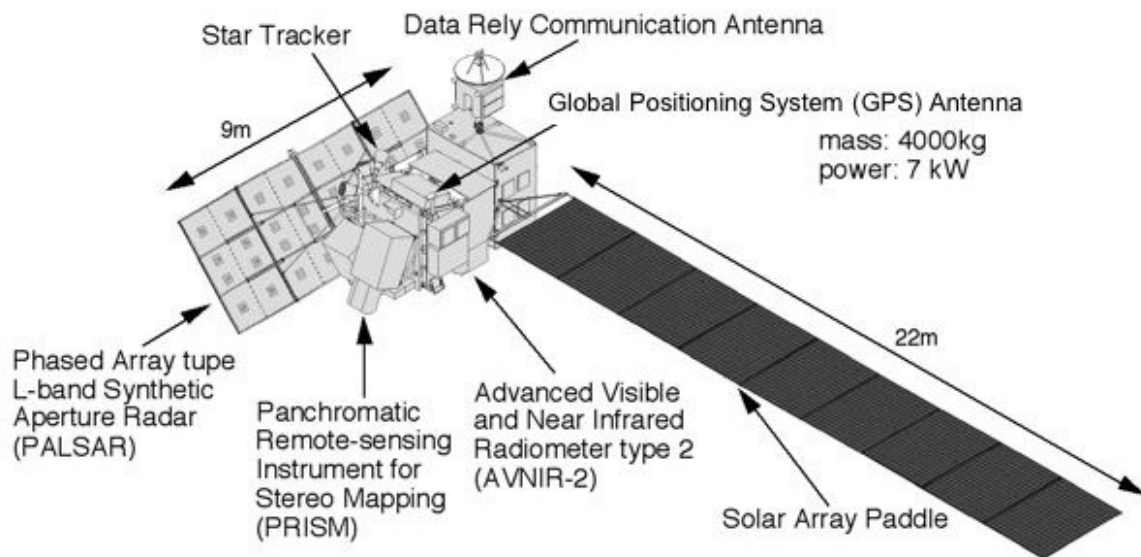 Star Tracker
Data Rely Communication Antenna
Global Positioning System (GPS) Antenna
mass: 4000kg
power: 7 kW
9m
22m
Phased Array tupe
L-band Synthetic
Aperture Radar
(PALSAR)
Panchromatic
Remote-sensing
Instrument for
Stereo Mapping
(PRISM)
Advanced Visible
and Near Infrared
Radiometer type 2
(AVNIR-2)
Solar Array Paddle